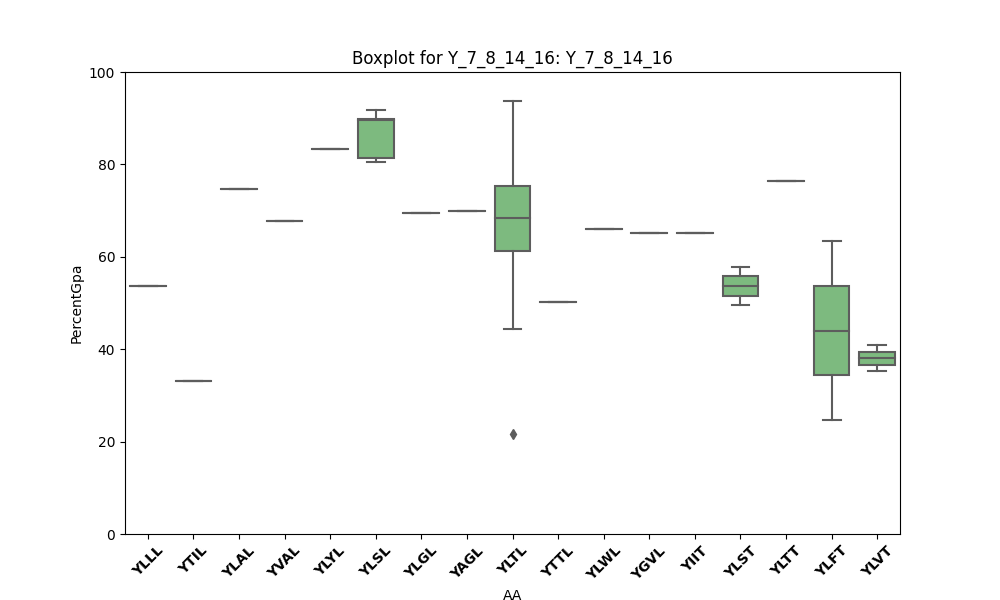 Boxplot for Y_7_8_14_16: Y_7_8_14_16
100
80
60
40
20
0
PercentGpa
YLLL YTIL YLAL YVAL YLYL YLSL YLGL YAGL YLTL YTTL YLWL YGVL YIIT YLST YLTT YLFT YLVT
AA